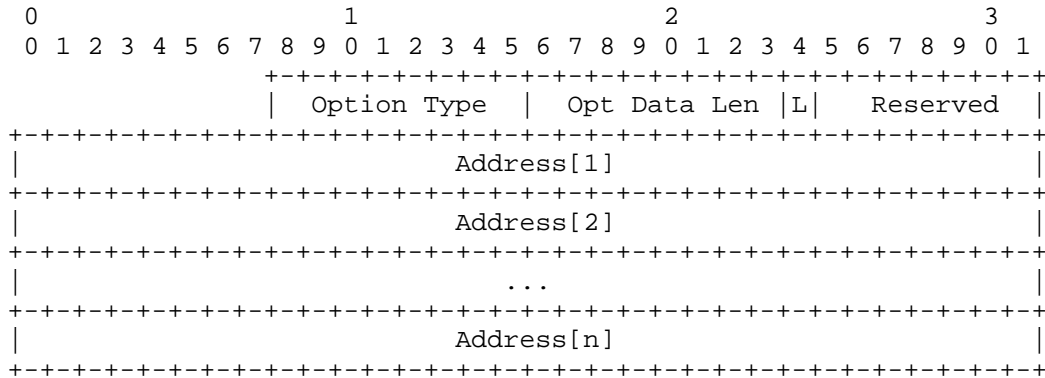 0                   1                   2                   3
 0 1 2 3 4 5 6 7 8 9 0 1 2 3 4 5 6 7 8 9 0 1 2 3 4 5 6 7 8 9 0 1
                +-+-+-+-+-+-+-+-+-+-+-+-+-+-+-+-+-+-+-+-+-+-+-+-+
                |  Option Type  |  Opt Data Len |L|   Reserved  |
+-+-+-+-+-+-+-+-+-+-+-+-+-+-+-+-+-+-+-+-+-+-+-+-+-+-+-+-+-+-+-+-+
|                           Address[1]                          |
+-+-+-+-+-+-+-+-+-+-+-+-+-+-+-+-+-+-+-+-+-+-+-+-+-+-+-+-+-+-+-+-+
|                           Address[2]                          |
+-+-+-+-+-+-+-+-+-+-+-+-+-+-+-+-+-+-+-+-+-+-+-+-+-+-+-+-+-+-+-+-+
|                              ...                              |
+-+-+-+-+-+-+-+-+-+-+-+-+-+-+-+-+-+-+-+-+-+-+-+-+-+-+-+-+-+-+-+-+
|                           Address[n]                          |
+-+-+-+-+-+-+-+-+-+-+-+-+-+-+-+-+-+-+-+-+-+-+-+-+-+-+-+-+-+-+-+-+